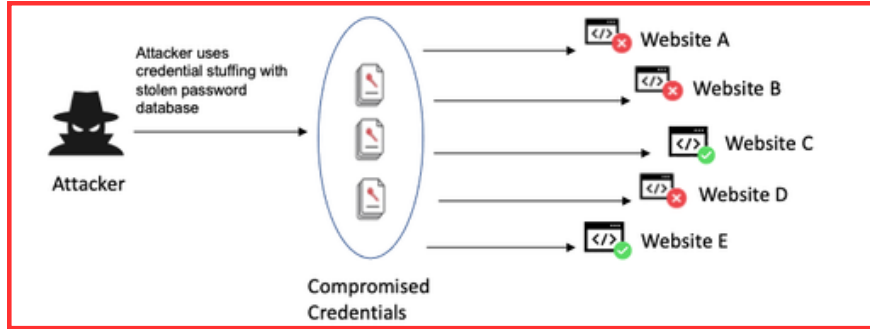 Attacker uses
credential stuffing with
stolen password
database
Attacker
Compromised
Credentials
</> Website A
</> Website B
</> Website C
</> Website D
</> Website E